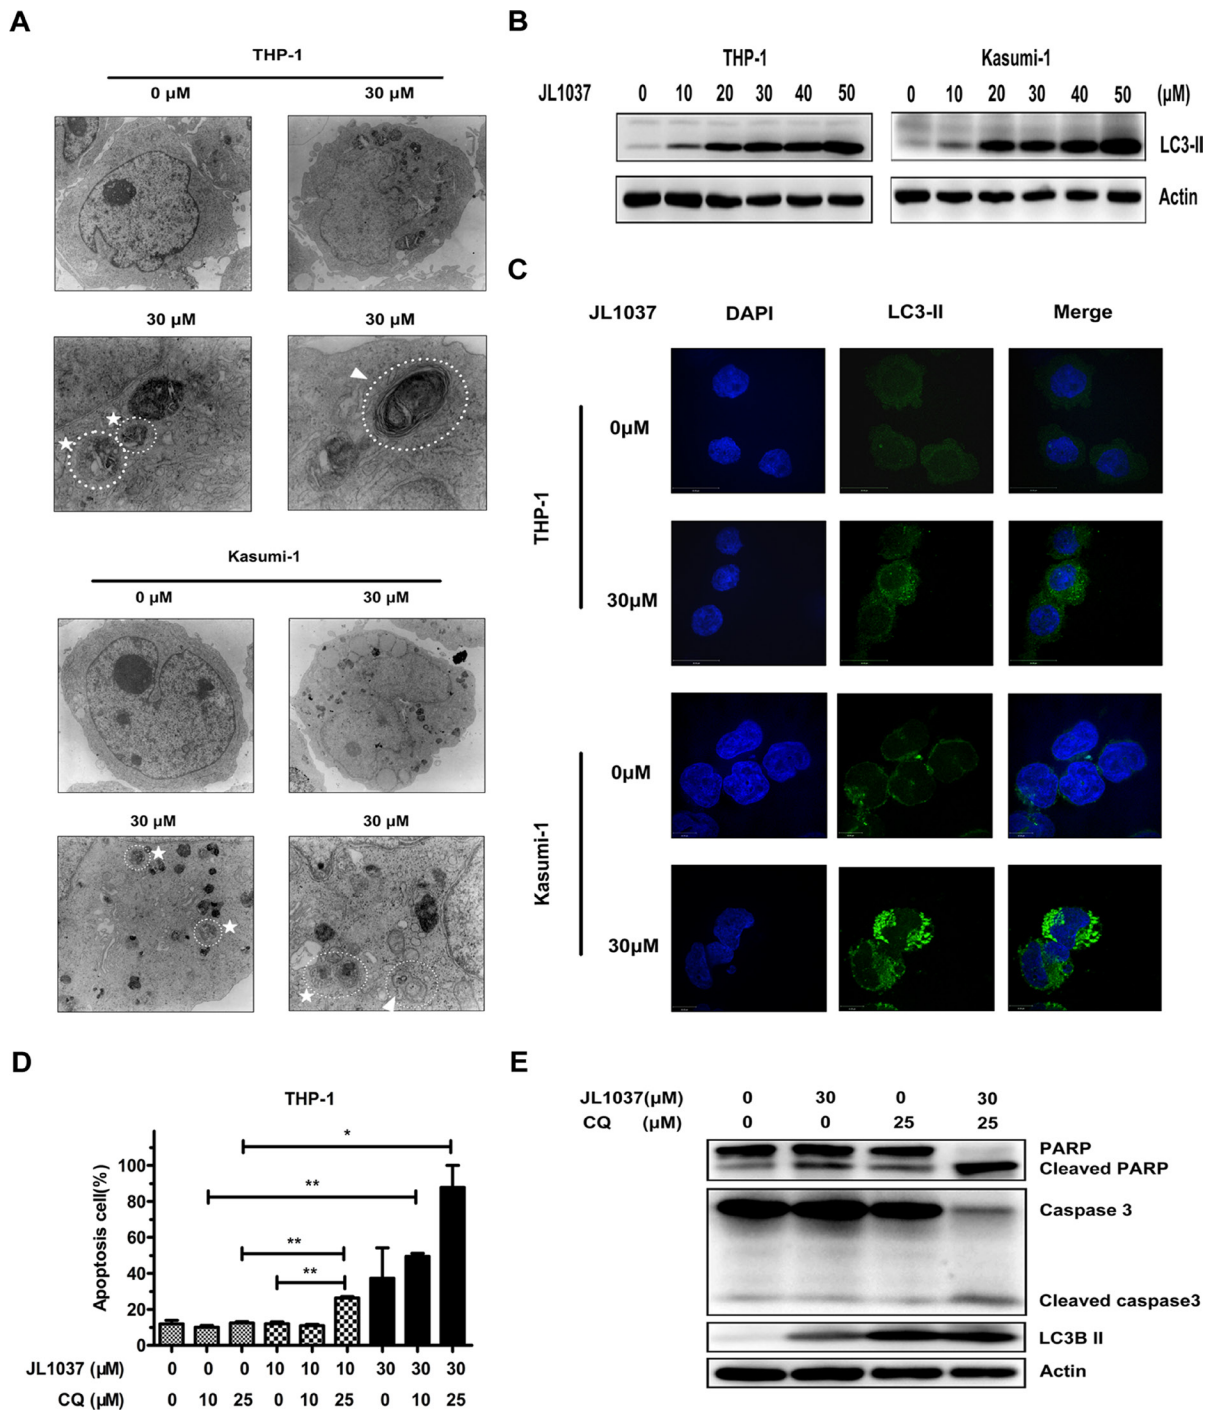 A
THP-1
0 µM 30 µM
30 µM 30 µM
Kasumi-1
0 µM 30 µM
30 µM 30 µM
B
THP-1 Kasumi-1
JL1037 0 10 20 30 40 50 0 10 20 30 40 50 (µM)
LC3-II
Actin
C
JL1037 DAPI LC3-II Merge
THP-1
0µM
30µM
Kasumi-1
0µM
30µM
D
THP-1
Apoptosis cell(%)
100
80
60
40
20
0
*
**
**
**
JL1037 (µM) 0 0 0 10 10 10 30 30 30
CQ (µM) 0 10 25 0 10 25 0 10 25
E
JL1037(µM) 0 30 0 30
CQ (µM) 0 0 25 25
PARP
Cleaved PARP
Caspase 3
Cleaved caspase3
LC3B II
Actin